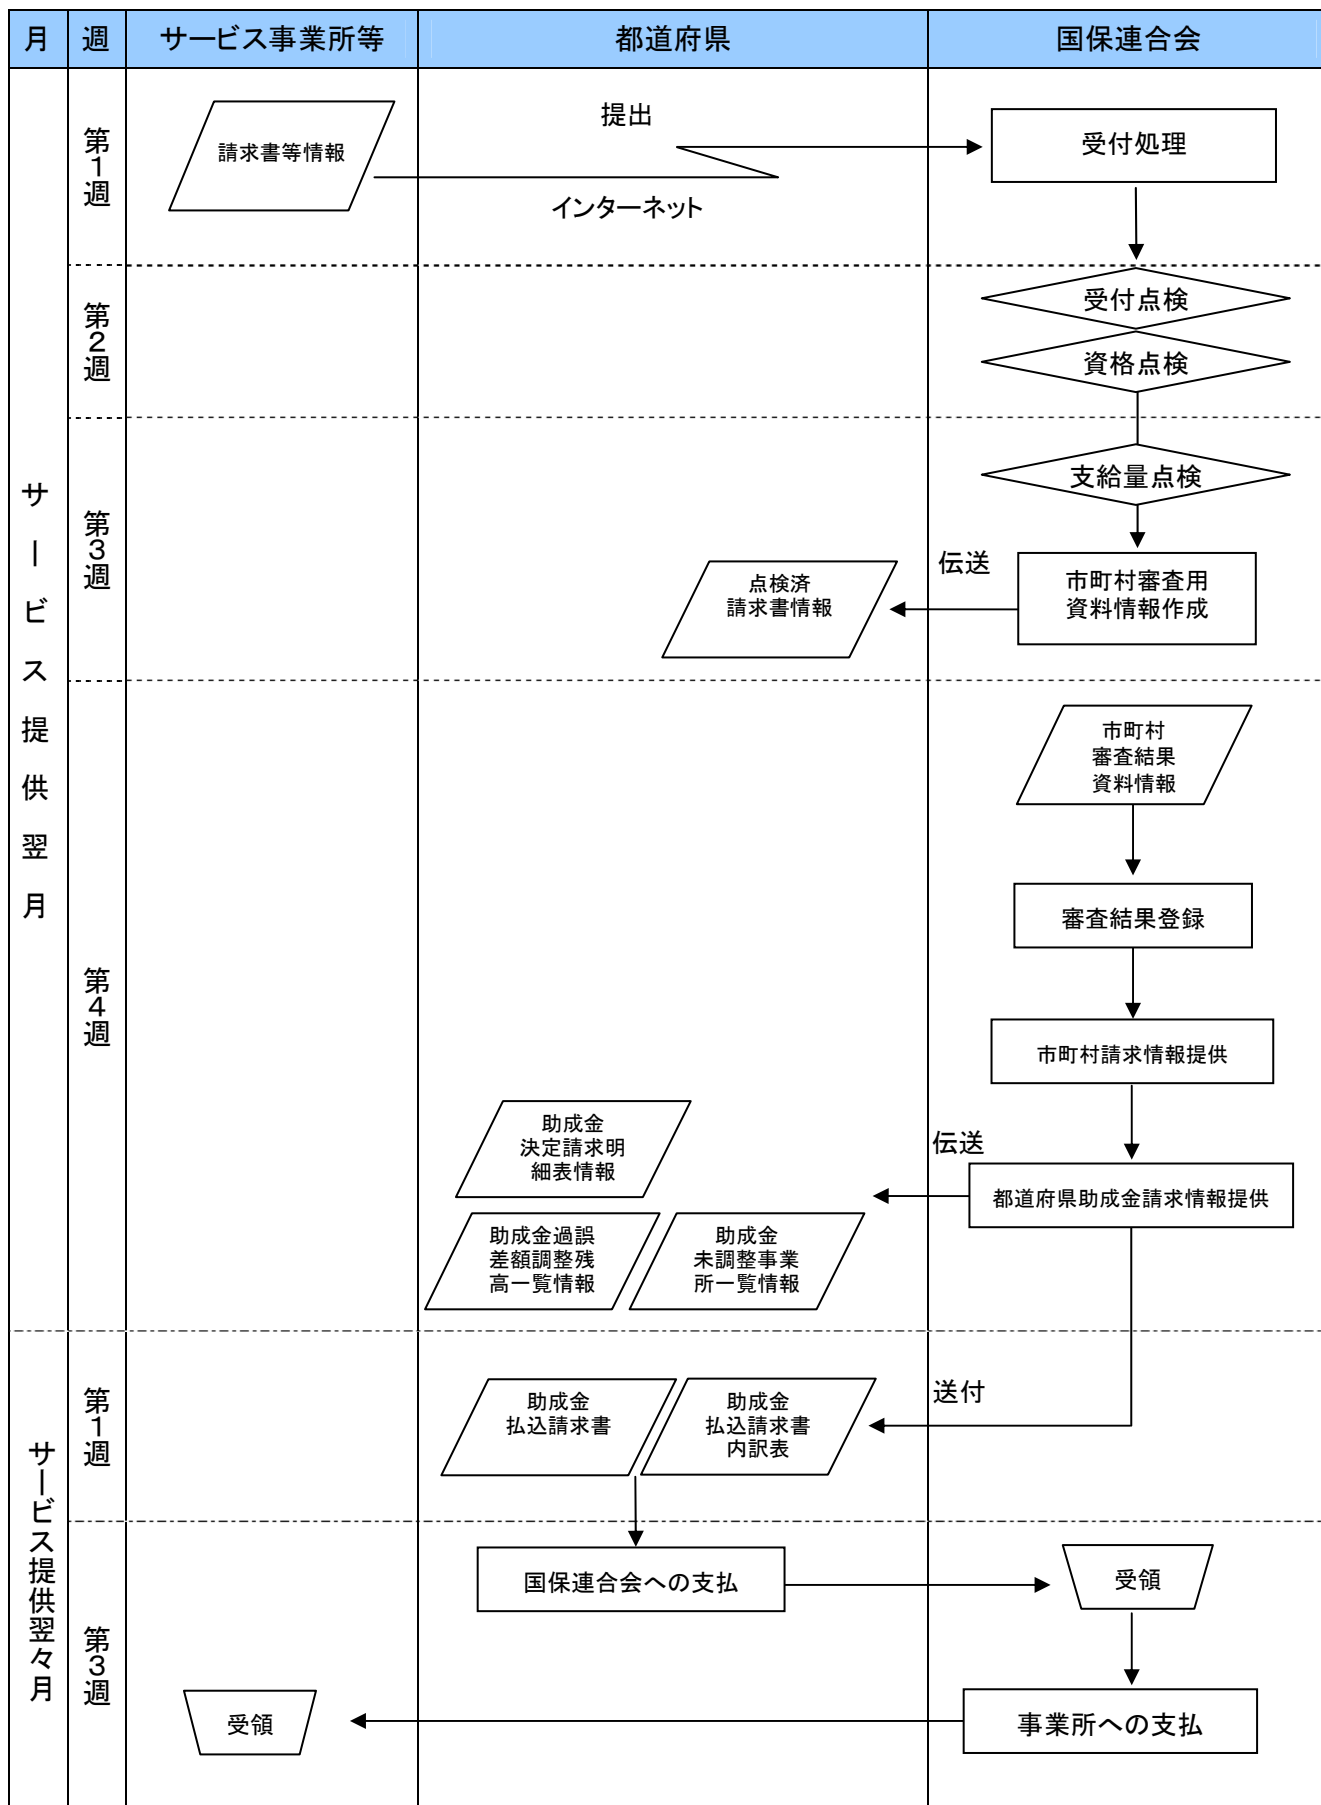 月
週
サービス事業所等
都道府県
国保連合会
サービス提供翌月
第1週
請求書等情報
提出
インターネット
受付処理
第2週
受付点検
資格点検
第3週
支給量点検
伝送
市町村審査用
資料情報作成
点検済
請求書情報
第4週
市町村
審査結果
資料情報
審査結果登録
市町村請求情報提供
伝送
都道府県助成金請求情報提供
助成金
決定請求明
細表情報
助成金過誤
差額調整残
高一覧情報
助成金
未調整事業
所一覧情報
サービス提供翌々月
第1週
送付
助成金
払込請求書
助成金
払込請求書
内訳表
第3週
国保連合会への支払
受領
事業所への支払
受領